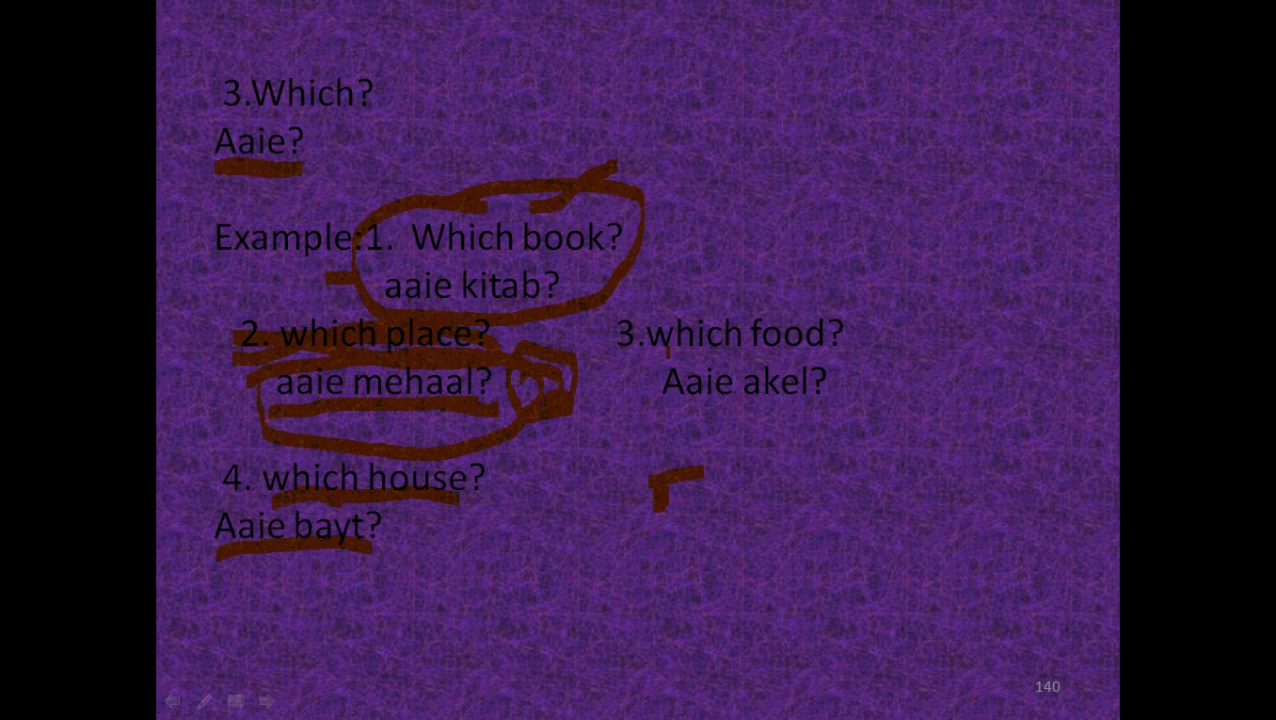 3.Which?
Aaie?
Example:1. Which book?
aaie kitab?
2. which place? 3.which food?
aaie mehaal? Aaie akel?
4. which house?
Aaie bayt?
140